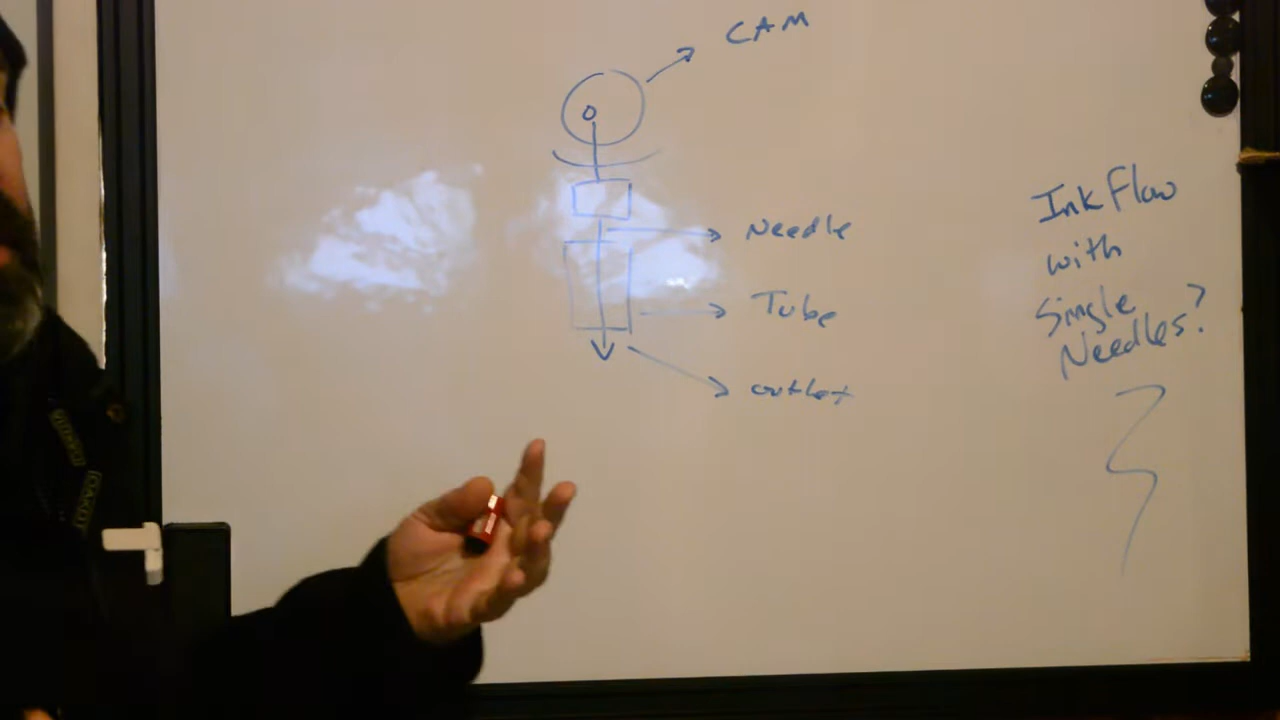 CAM
Needle
Tube
outlet
Ink Flow
with
Single
Needles?